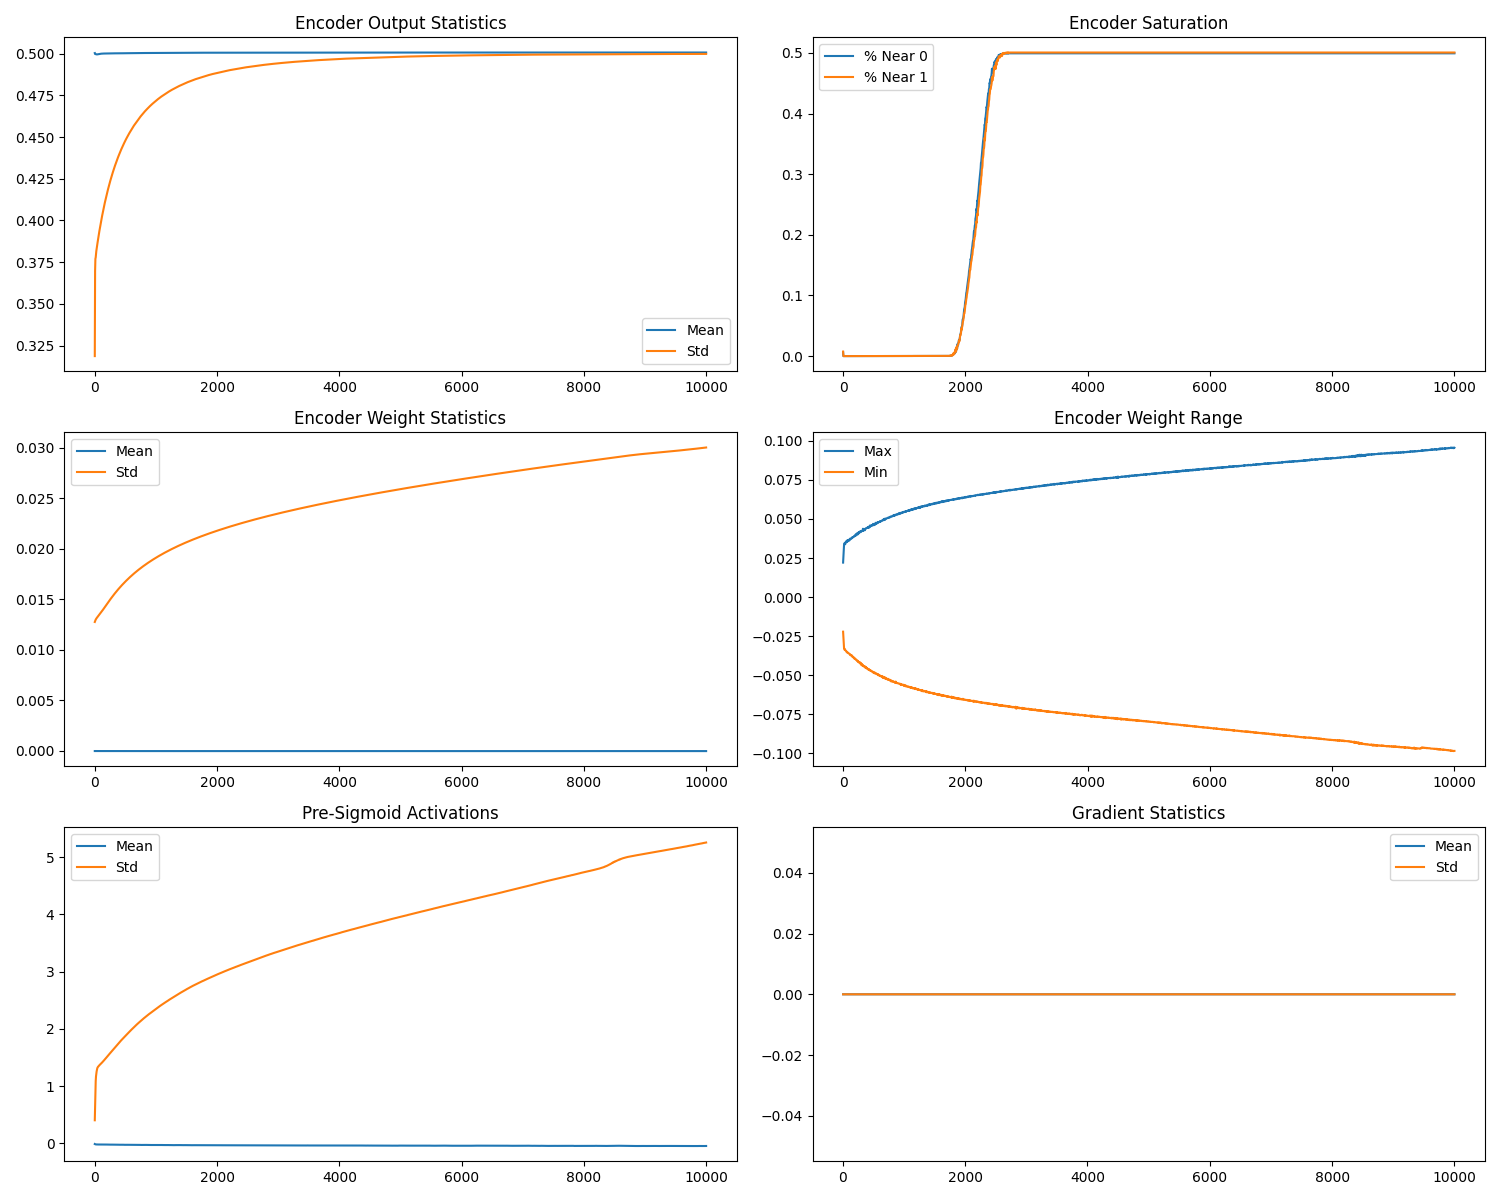 Encoder Output Statistics
0.500
0.475
0.450
0.425
0.400
0.375
0.350
0.325
Mean
Std
0 2000 4000 6000 8000 10000
Encoder Saturation
% Near 0
% Near 1
0.5
0.4
0.3
0.2
0.1
0.0
0 2000 4000 6000 8000 10000
Encoder Weight Statistics
Mean
Std
0.030
0.025
0.020
0.015
0.010
0.005
0.000
0 2000 4000 6000 8000 10000
Encoder Weight Range
Max
Min
0.100
0.075
0.050
0.025
0.000
−0.025
−0.050
−0.075
−0.100
0 2000 4000 6000 8000 10000
Pre-Sigmoid Activations
Mean
Std
5
4
3
2
1
0
0 2000 4000 6000 8000 10000
Gradient Statistics
Mean
Std
0.04
0.02
0.00
−0.02
−0.04
0 2000 4000 6000 8000 10000